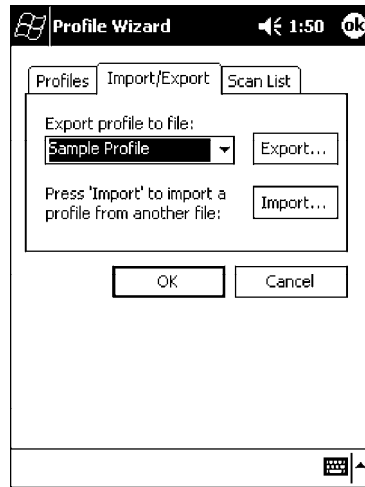 Profile Wizard 1:50 ok
Profiles Import/Export Scan List
Export profile to file:
Sample Profile Export...
Press 'Import' to import a
profile from another file: Import...
OK Cancel